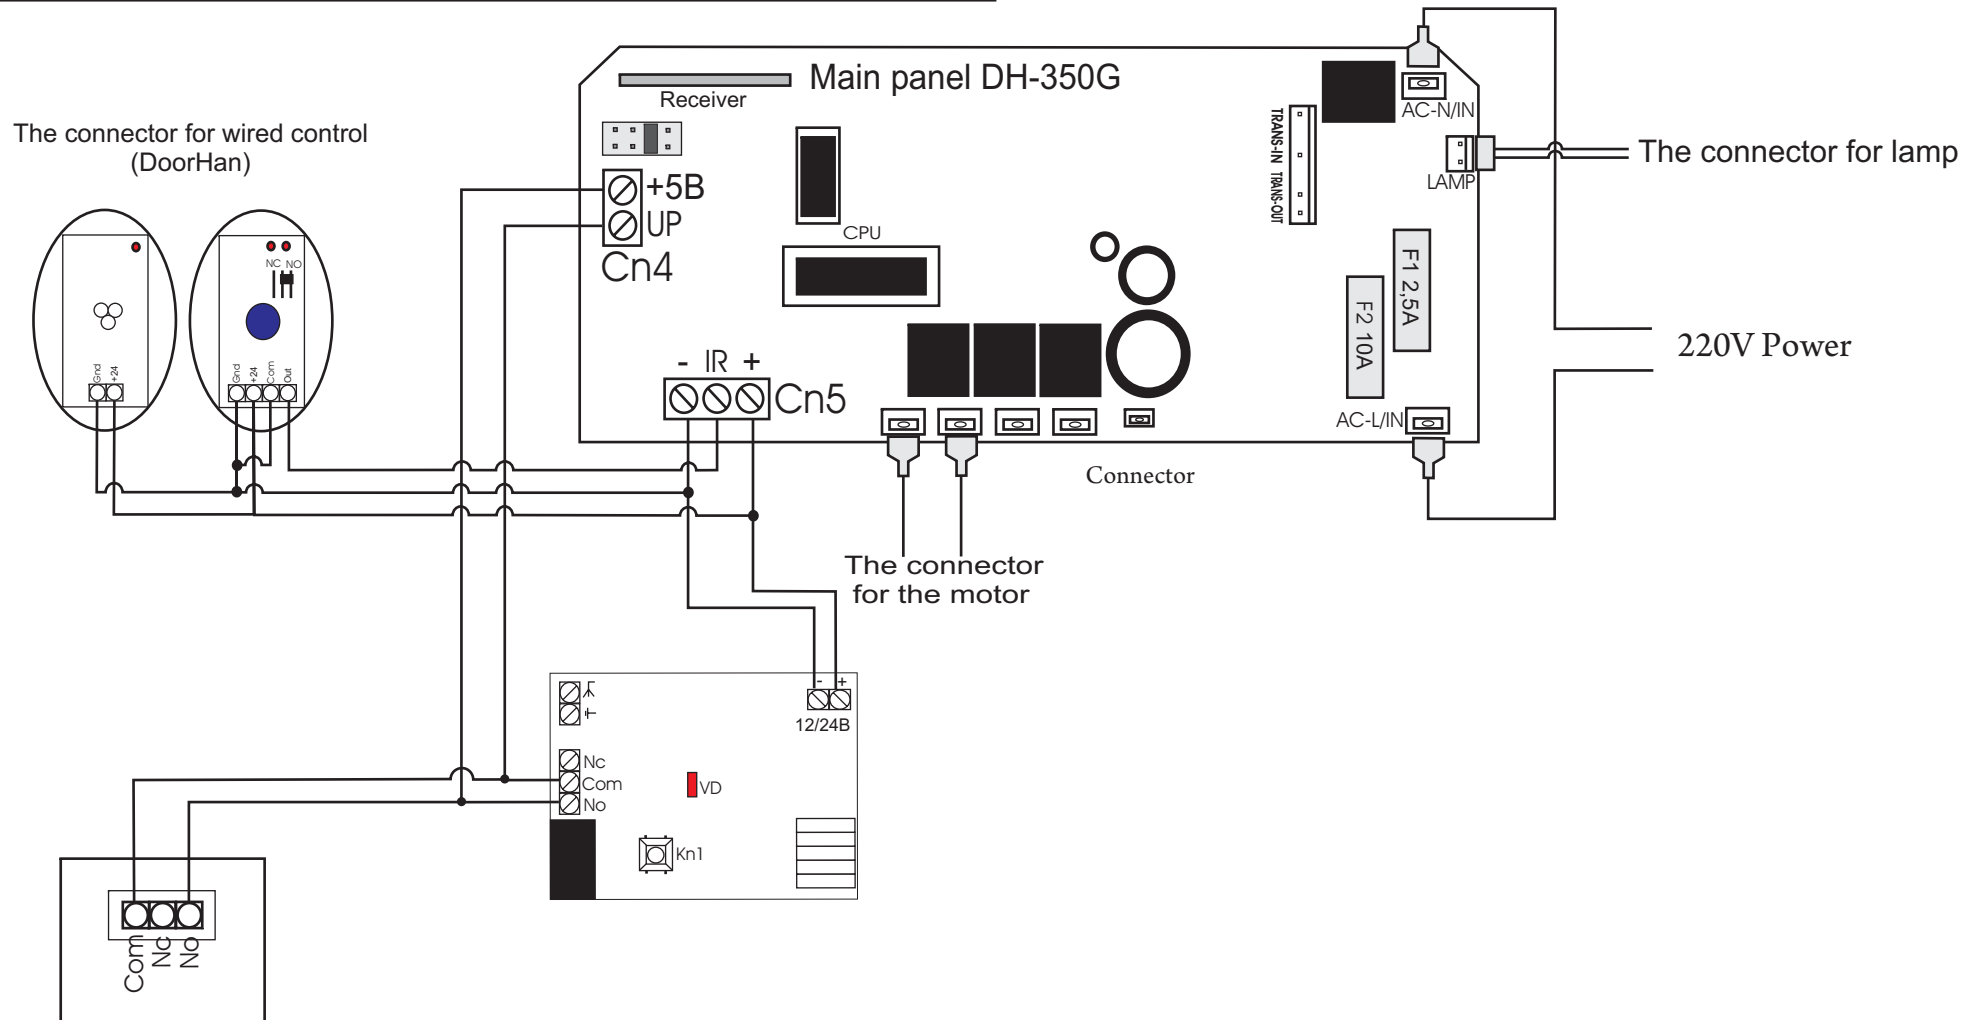 Main panel DH-350G
Receiver
The connector for wired control
(DoorHan)
+5B
UP
Cn4
CPU
TRANS-IN TRANS-OUT
AC-N/IN
LAMP
The connector for lamp
F1 2,5A
F2 10A
220V Power
AC-L/IN
NC NO
Gnd
+24
Gnd
+24
Com
Out
- IR +
Cn5
Connector
The connector
for the motor
- +
12/24B
Nc
Com
No
VD
Kn1
Com
Nc
No